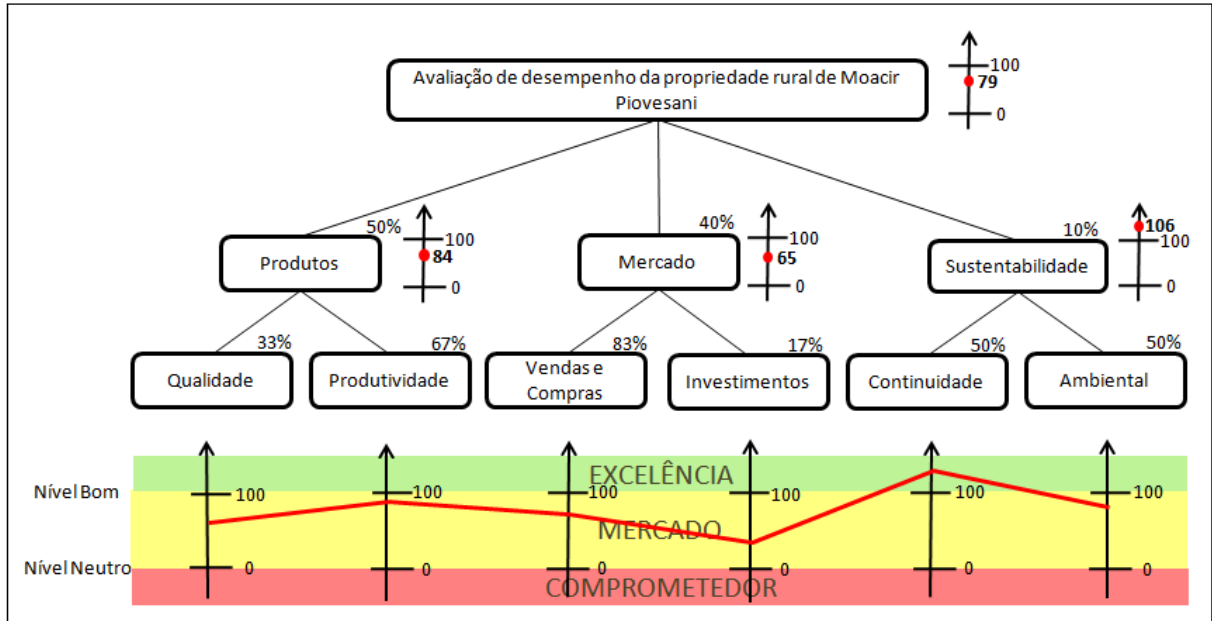 Avaliação de desempenho da propriedade rural de Moacir
Piovesani
100
79
0
50%
40%
10%
Produtos
100
84
0
Mercado
100
65
0
Sustentabilidade
106
100
0
33%
67%
83%
17%
50%
50%
Qualidade
Produtividade
Vendas e
Compras
Investimentos
Continuidade
Ambiental
EXCELÊNCIA
Nível Bom
100
100
100
100
100
100
MERCADO
Nível Neutro
0
0
0
0
0
0
COMPROMETEDOR